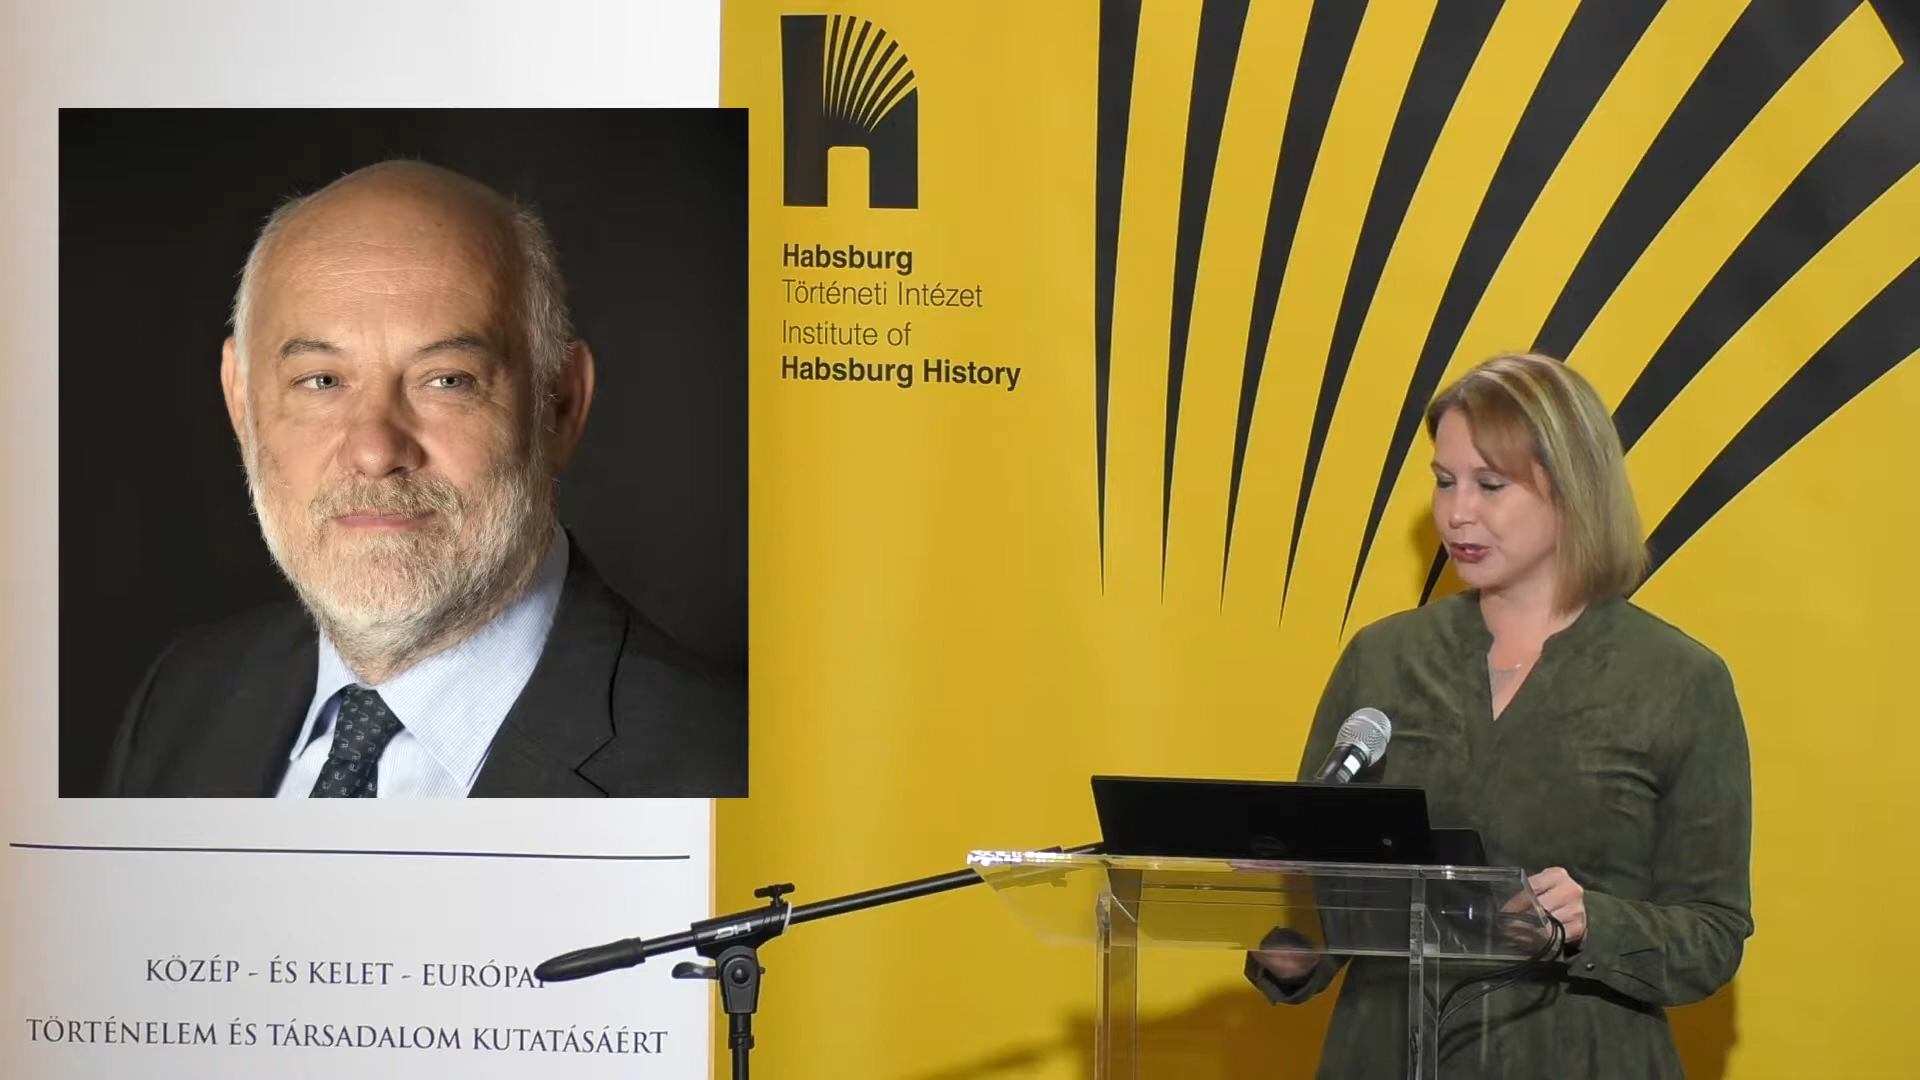 Habsburg
Történeti Intézet
Institute of
Habsburg History
KÖZÉP - ÉS KELET - EURÓPAI
TÖRTÉNELEM ÉS TÁRSADALOM KUTATÁSÁÉRT